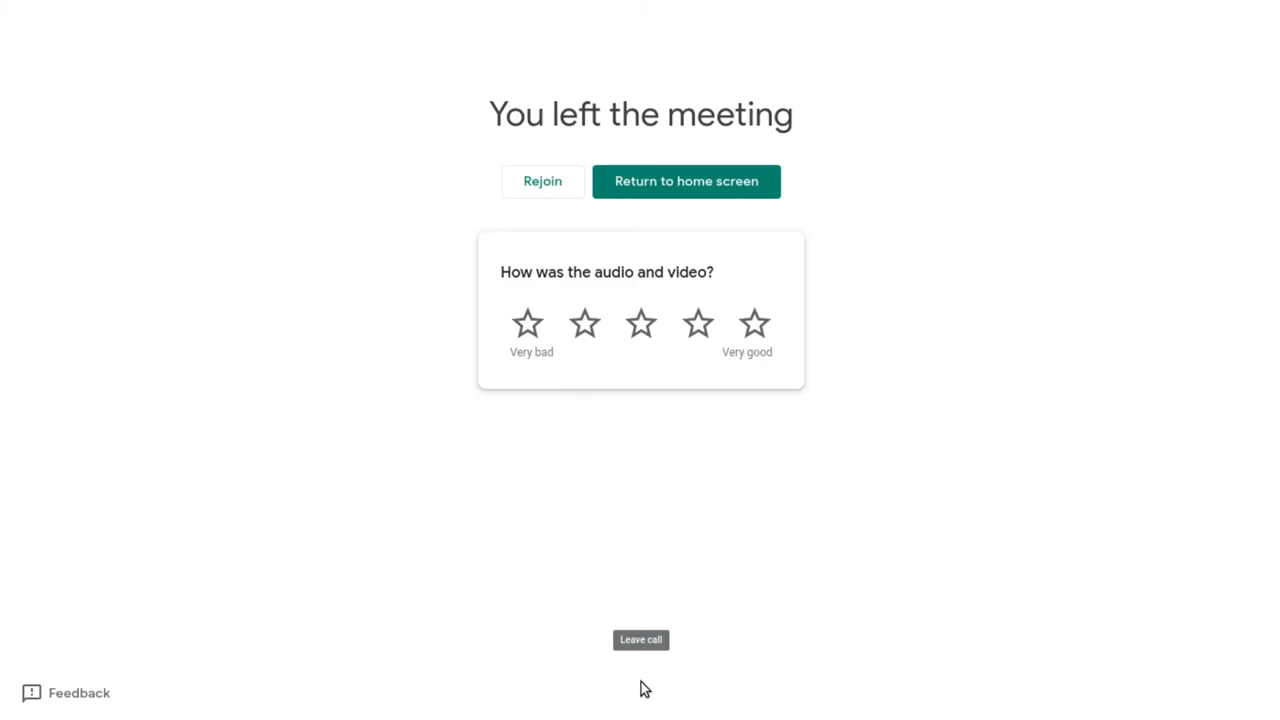 You left the meeting
Rejoin
Return to home screen
How was the audio and video?
Very bad
Very good
Leave call
Feedback